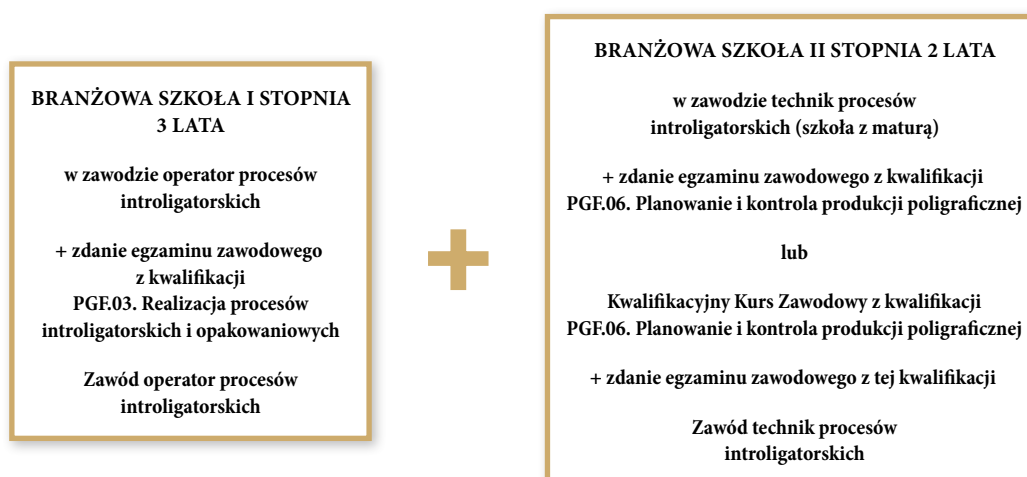 BRANŻOWA SZKOŁA I STOPNIA
3 LATA
w zawodzie operator procesów
introligatorskich
+ zdanie egzaminu zawodowego
z kwalifikacji
PGF.03. Realizacja procesów
introligatorskich i opakowaniowych
Zawód operator procesów
introligatorskich
+
BRANŻOWA SZKOŁA II STOPNIA 2 LATA
w zawodzie technik procesów
introligatorskich (szkoła z maturą)
+ zdanie egzaminu zawodowego z kwalifikacji
PGF.06. Planowanie i kontrola produkcji poligraficznej
lub
Kwalifikacyjny Kurs Zawodowy z kwalifikacji
PGF.06. Planowanie i kontrola produkcji poligraficznej
+ zdanie egzaminu zawodowego z tej kwalifikacji
Zawód technik procesów
introligatorskich